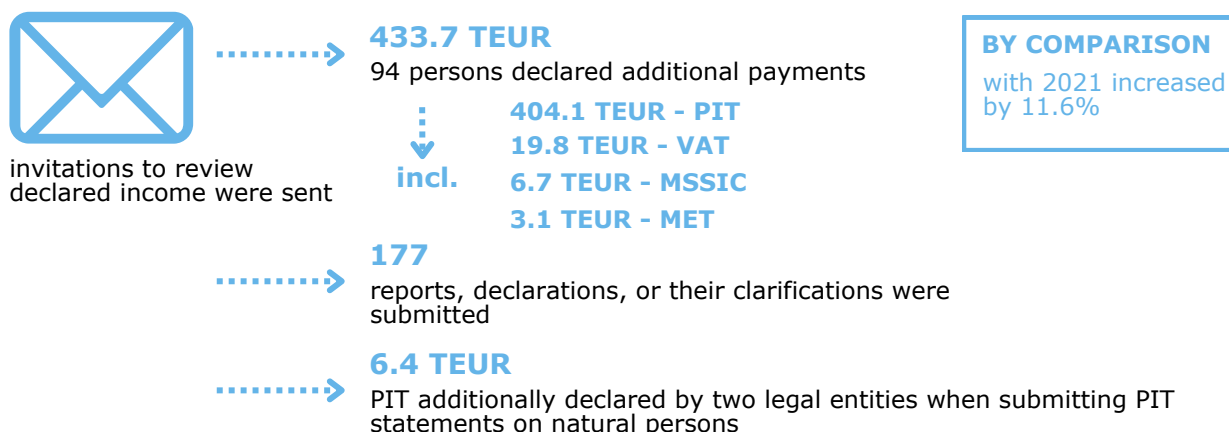 invitations to review
declared income were sent
433.7 TEUR
94 persons declared additional payments
incl.
404.1 TEUR - PIT
19.8 TEUR - VAT
6.7 TEUR - MSSIC
3.1 TEUR - MET
BY COMPARISON
with 2021 increased
by 11.6%
177
reports, declarations, or their clarifications were
submitted
6.4 TEUR
PIT additionally declared by two legal entities when submitting PIT
statements on natural persons